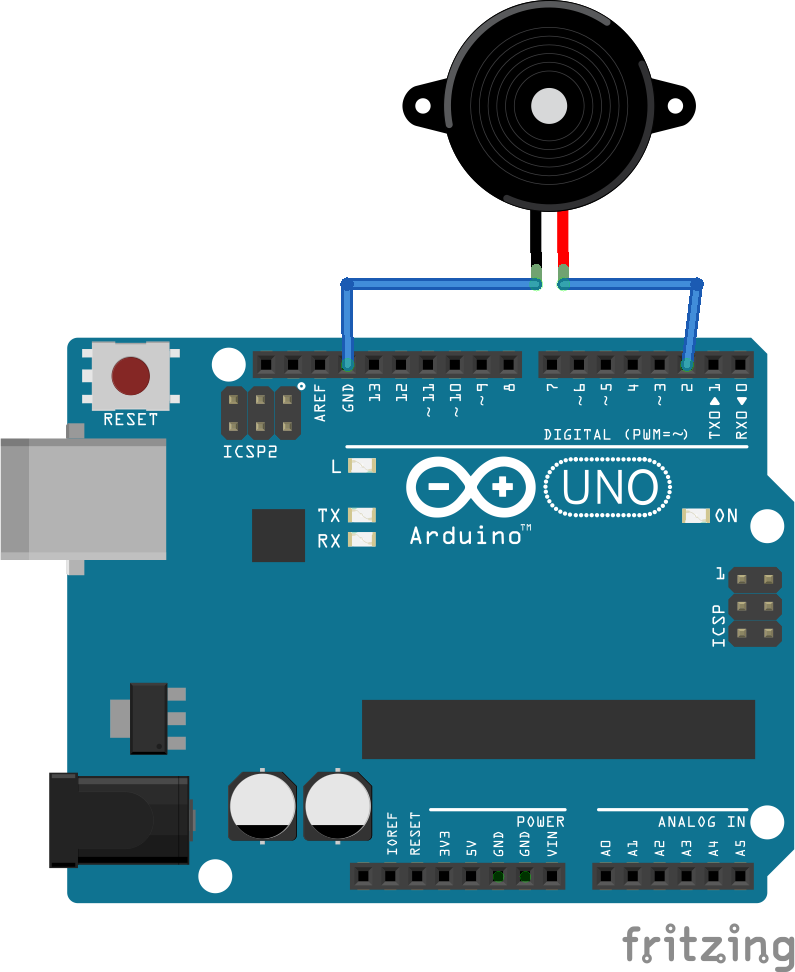 RESET
ICSP2
AREF
GND
13
12
~11
~10
~9
8
7
~6
~5
4
~3
2
TX0▶1
RX0◀0
DIGITAL (PWM=~)
L
TX
RX
Arduino™
UNO
ON
1
ICSP
IOREF
RESET
3V3
5V
GND
GND
VIN
POWER
A0
A1
A2
A3
A4
A5
ANALOG IN
fritzing